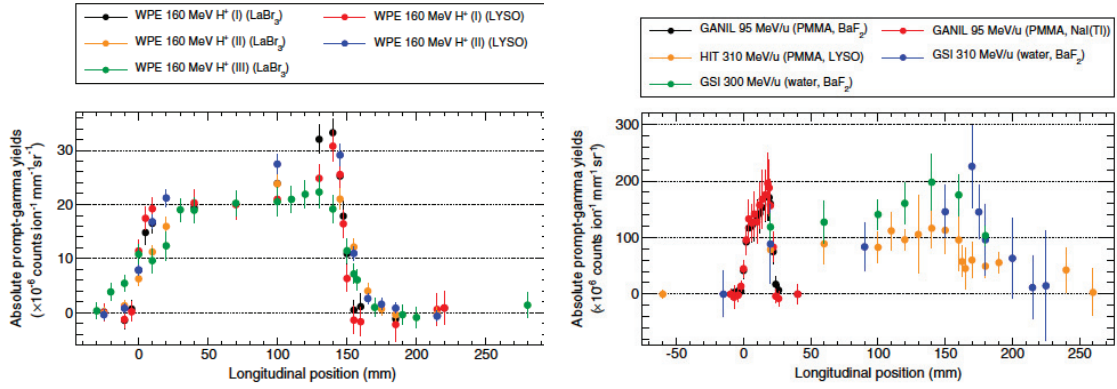 WPE 160 MeV H⁺ (I) (LaBr₃)
WPE 160 MeV H⁺ (I) (LYSO)
WPE 160 MeV H⁺ (II) (LaBr₃)
WPE 160 MeV H⁺ (II) (LYSO)
WPE 160 MeV H⁺ (III) (LaBr₃)
Absolute prompt-gamma yields
(×10⁻⁶ counts ion⁻¹ mm⁻¹sr⁻¹)
30
20
10
0
0
50
100
150
200
250
Longitudinal position (mm)
GANIL 95 MeV/u (PMMA, BaF₂)
GANIL 95 MeV/u (PMMA, NaI(Tl))
HIT 310 MeV/u (PMMA, LYSO)
GSI 310 MeV/u (water, BaF₂)
GSI 300 MeV/u (water, BaF₂)
Absolute prompt-gamma yields
(×10⁻⁶ counts ion⁻¹ mm⁻¹ sr⁻¹)
300
200
100
0
-50
0
50
100
150
200
250
Longitudinal position (mm)